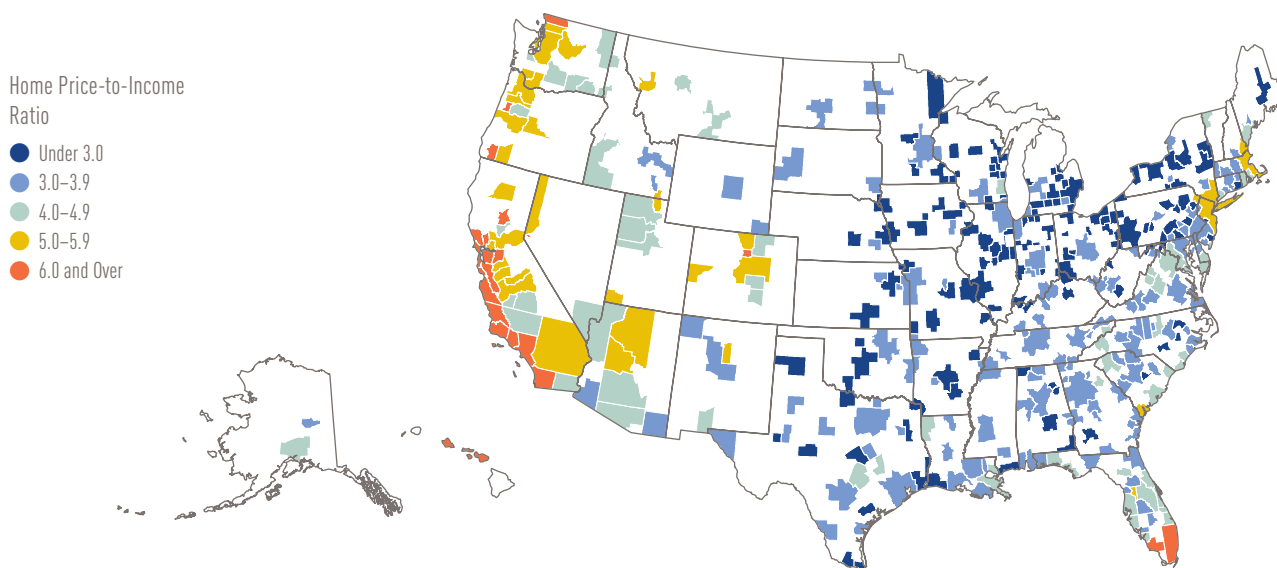 Home Price-to-Income
Ratio
Under 3.0
3.0–3.9
4.0–4.9
5.0–5.9
6.0 and Over